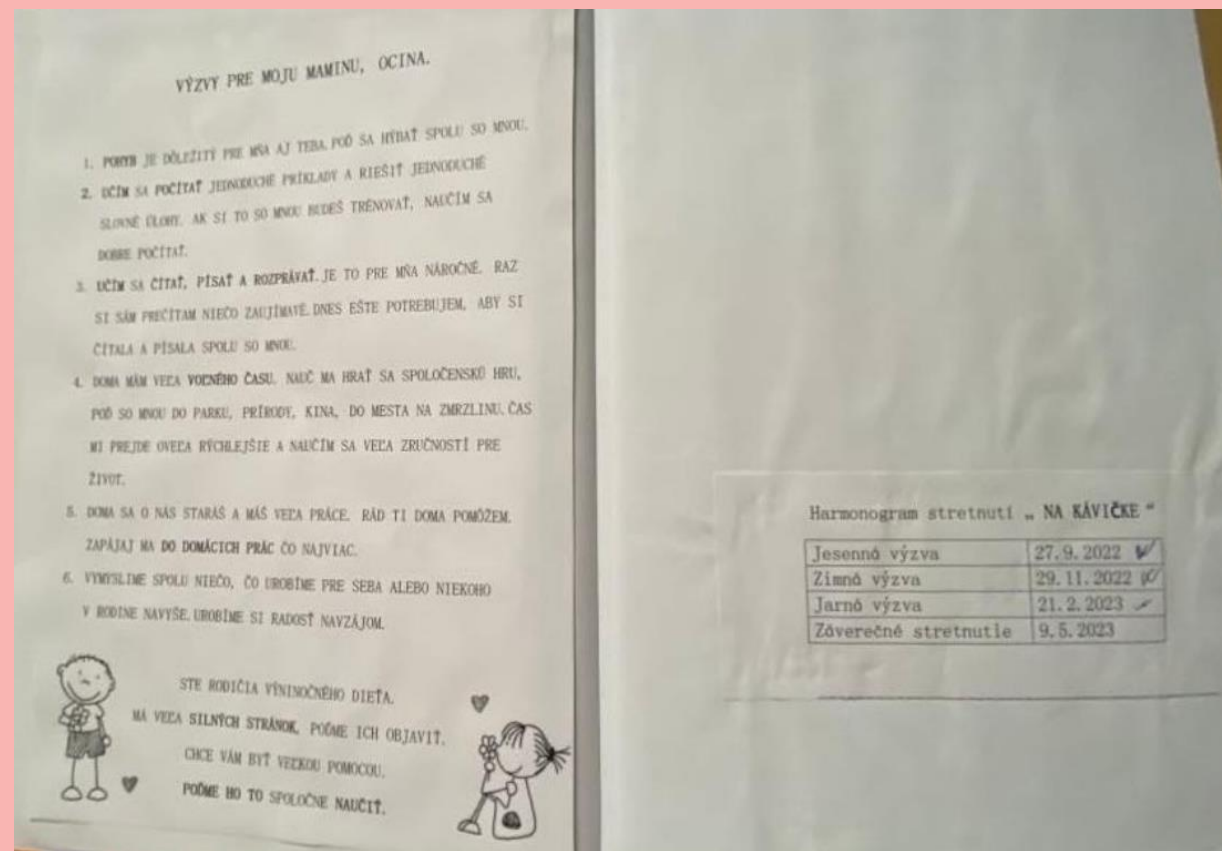 VÝZVY PRE MOJU MAMINU, OCINA.
1. POHYB JE DÔLEŽITÝ PRE MŇA AJ TEBA. POĎ SA HÝBAŤ SPOLU SO MNOU.
2. UČÍM SA POČÍTAŤ JEDNODUCHÉ PRÍKLADY A RIEŠIŤ JEDNODUCHÉ
SLOVNÉ ÚLOHY. AK SI TO SO MNOU BUDEŠ TRÉNOVAŤ, NAUČÍM SA
DOBRE POČÍTAŤ.
3. UČÍM SA ČÍTAŤ, PÍSAŤ A ROZPRÁVAŤ. JE TO PRE MŇA NÁROČNÉ. RAZ
SI SÁM PREČÍTAM NIEČO ZAUJÍMAVÉ. DNES EŠTE POTREBUJEM, ABY SI
ČÍTALA A PÍSALA SPOLU SO MNOU.
4. DOMA MÁM VEĽA VOĽNÉHO ČASU. NAUČ MA HRAŤ SA SPOLOČENSKÚ HRU,
POĎ SO MNOU DO PARKU, PRÍRODY, KINA, DO MESTA NA ZMRZLINU. ČAS
MI PREJDE OVEĽA RÝCHLEJŠIE A NAUČÍM SA VEĽA ZRUČNOSTÍ PRE
ŽIVOT.
5. DOMA SA O NÁS STARÁŠ A MÁŠ VEĽA PRÁCE. RÁD TI DOMA POMÔŽEM.
ZAPÁJAJ MA DO DOMÁCICH PRÁC ČO NAJVIAC.
6. VYMYSLIME SPOLU NIEČO, ČO UROBÍME PRE SEBA ALEBO NIEKOHO
V RODINE NAVYŠE. UROBÍME SI RADOSŤ NAVZÁJOM.
STE RODIČIA VÝNINOČNÉHO DIEŤA.
MÁ VEĽA SILNÝCH STRÁNOK, POĎME ICH OBJAVIŤ.
CHCE VÁM BYŤ VEĽKOU POMOCOU.
POĎME HO TO SPOLOČNE NAUČIŤ.
Harmonogram stretnutí „ NA KÁVIČKE “
Jesenná výzva 27.9.2022
Zimná výzva 29.11.2022
Jarná výzva 21.2.2023
Záverečné stretnutie 9.5.2023